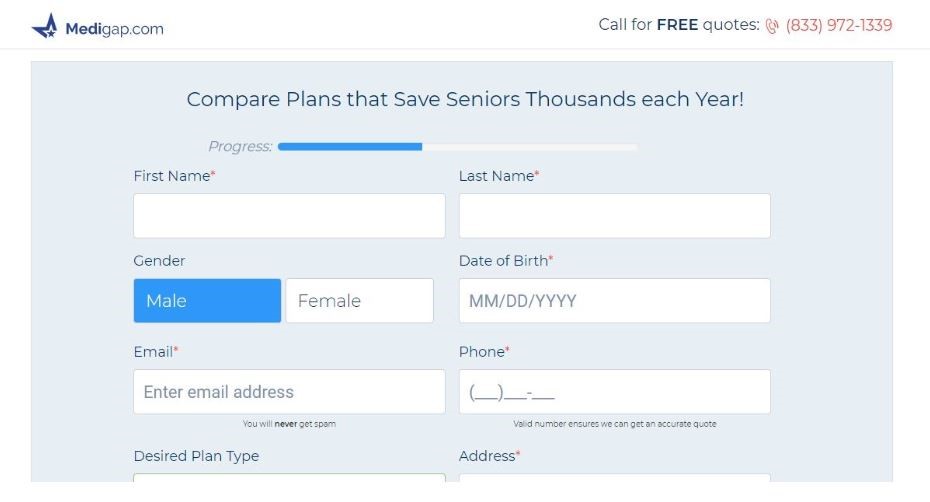 Medigap.com
Call for FREE quotes: (833) 972-1339
Compare Plans that Save Seniors Thousands each Year!
Progress:
First Name* Last Name*
Gender Date of Birth*
Male Female MM/DD/YYYY
Email* Phone*
Enter email address (___)___-___
You will never get spam Valid number ensures we can get an accurate quote
Desired Plan Type Address*